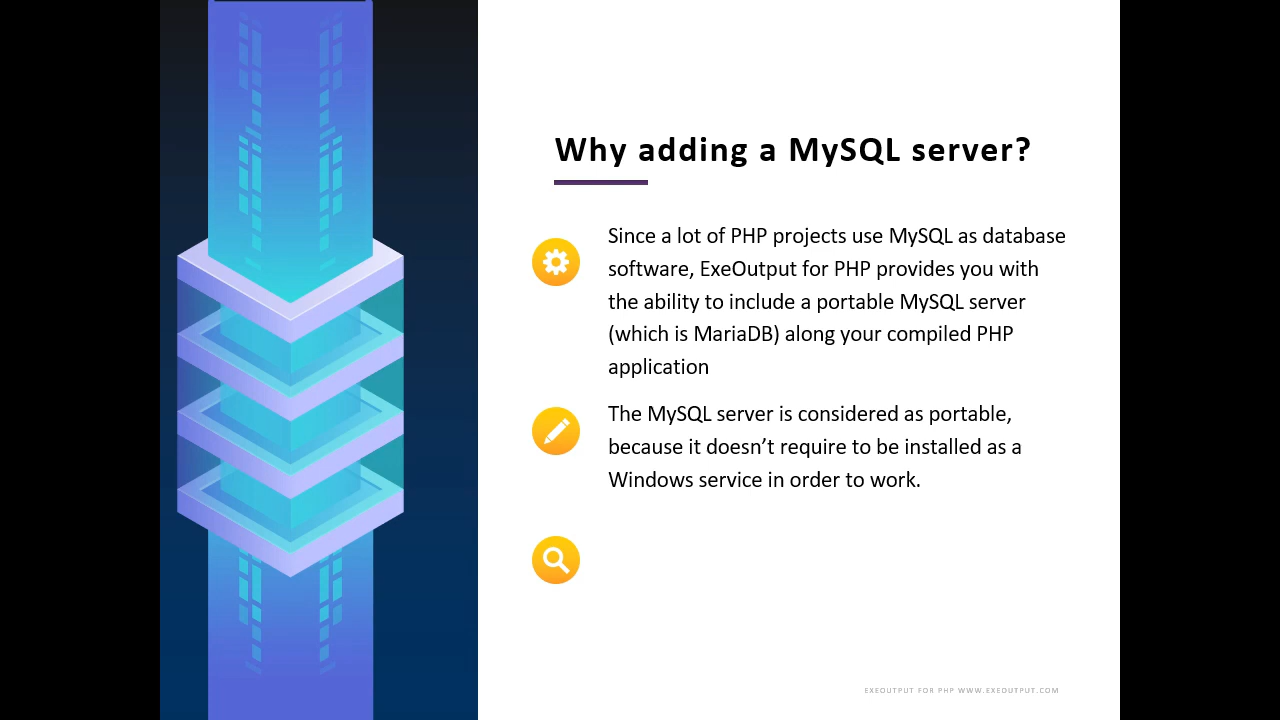 Why adding a MySQL server?
Since a lot of PHP projects use MySQL as database
software, ExeOutput for PHP provides you with
the ability to include a portable MySQL server
(which is MariaDB) along your compiled PHP
application
The MySQL server is considered as portable,
because it doesn’t require to be installed as a
Windows service in order to work.
EXEOUTPUT FOR PHP WWW.EXEOUTPUT.COM